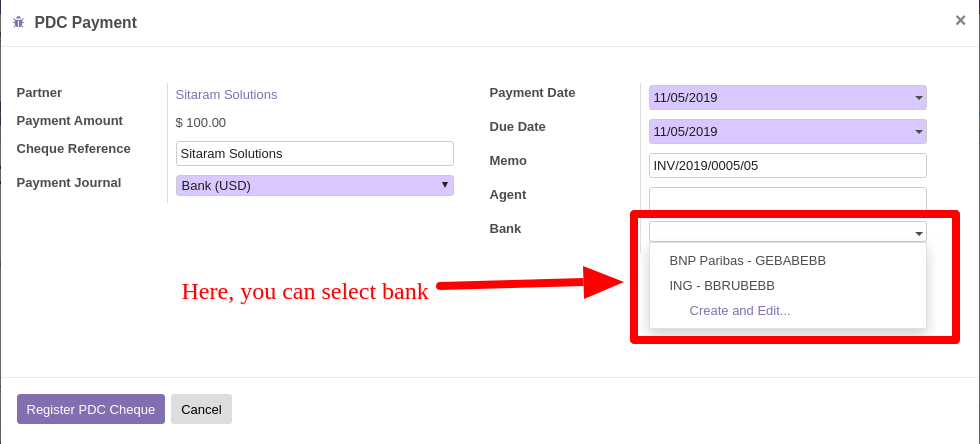 PDC Payment
×
Partner
Sitaram Solutions
Payment Amount
$ 100.00
Cheque Reference
Sitaram Solutions
Payment Journal
Bank (USD)
Payment Date
11/05/2019
Due Date
11/05/2019
Memo
INV/2019/0005/05
Agent
Bank
BNP Paribas - GEBABEBB
ING - BBRUBEBB
Create and Edit...
Here, you can select bank
Register PDC Cheque
Cancel